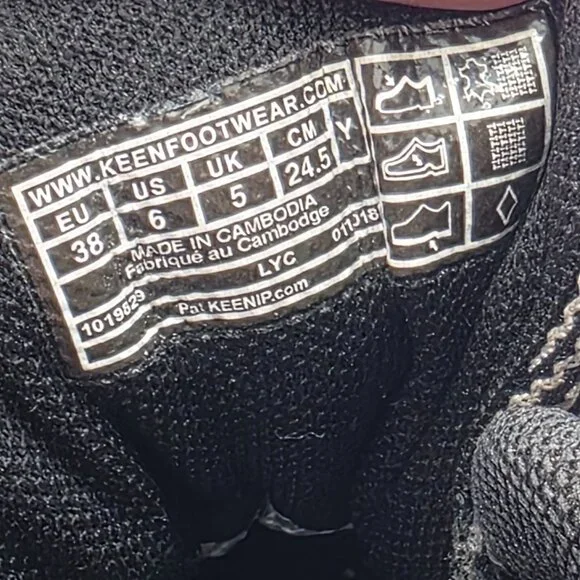 WWW.KEENFOOTWEAR.COM
EU US UK CM Y
38 6 5 24.5
MADE IN CAMBODIA
Fabriqué au Cambodge
LYC 011J18
1019829
Pat KEENIP.com